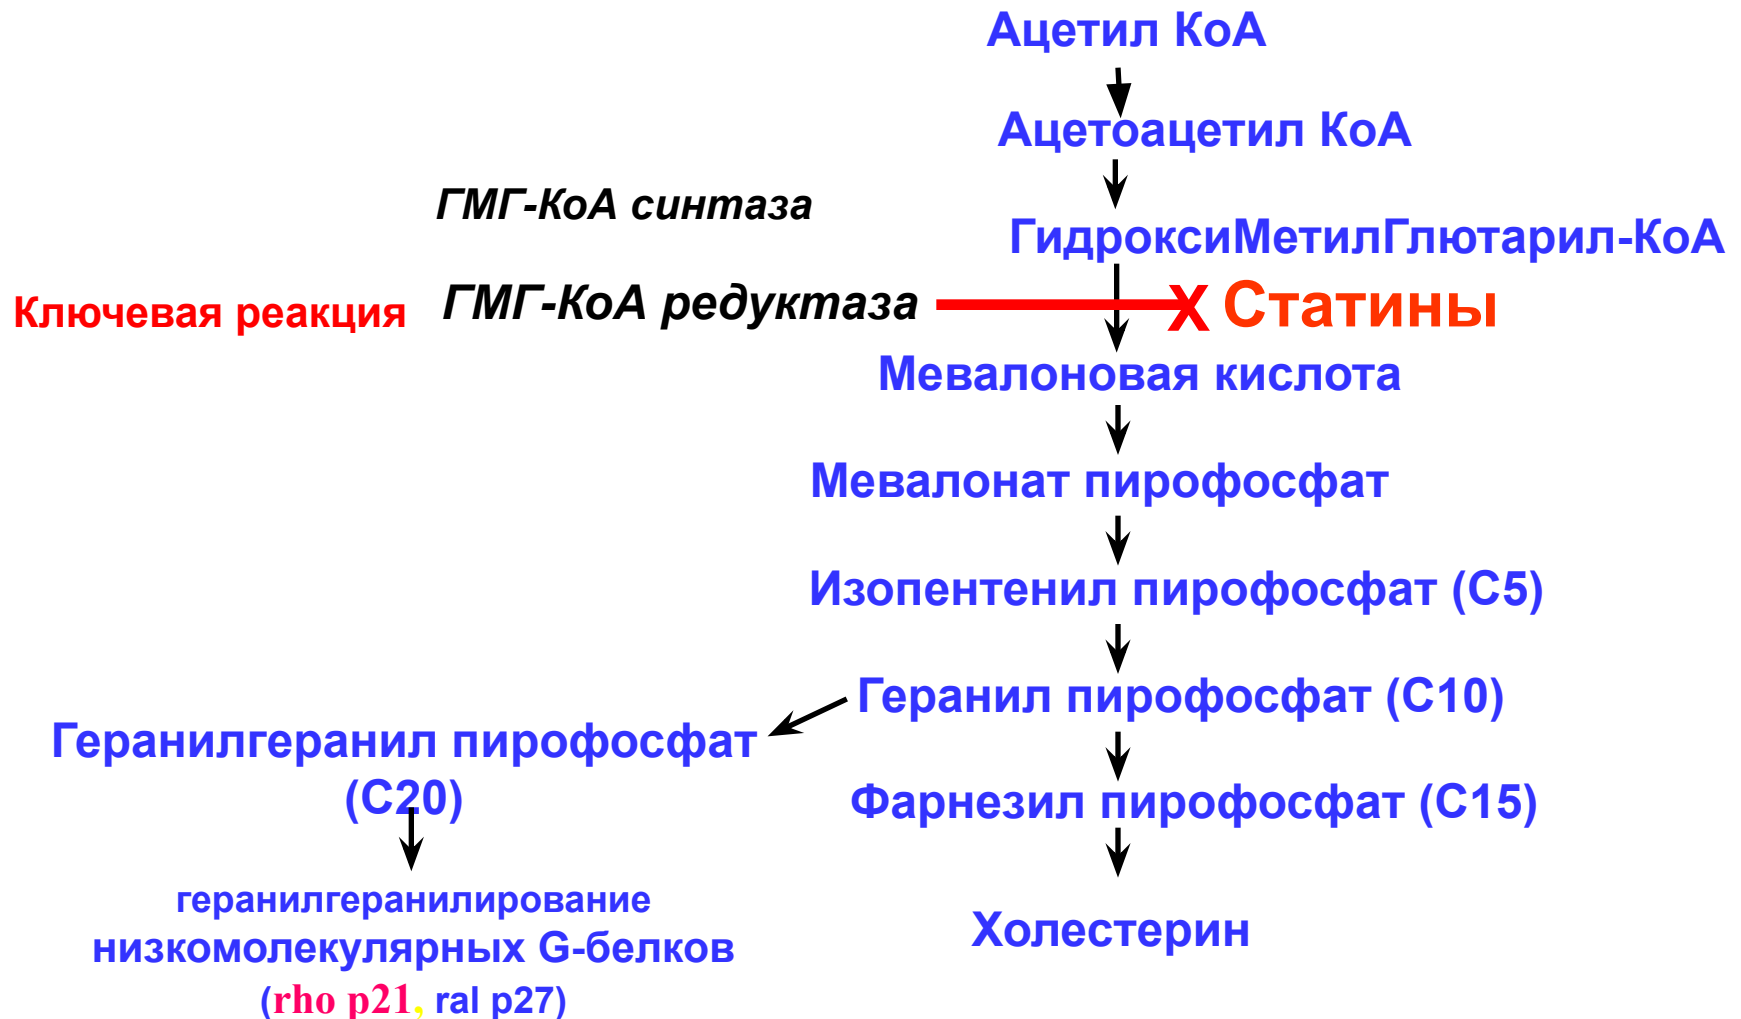 Ацетил КоА
Ацетоацетил КоА
ГМГ-КоА синтаза
ГидроксиМетилГлютарил-КоА
Ключевая реакция
ГМГ-КоА редуктаза
X Статины
Мевалоновая кислота
Мевалонат пирофосфат
Изопентенил пирофосфат (С5)
Геранил пирофосфат (С10)
Геранилгеранил пирофосфат
(С20)
Фарнезил пирофосфат (С15)
геранилгеранилирование
низкомолекулярных G-белков
(rho p21, ral p27)
Холестерин